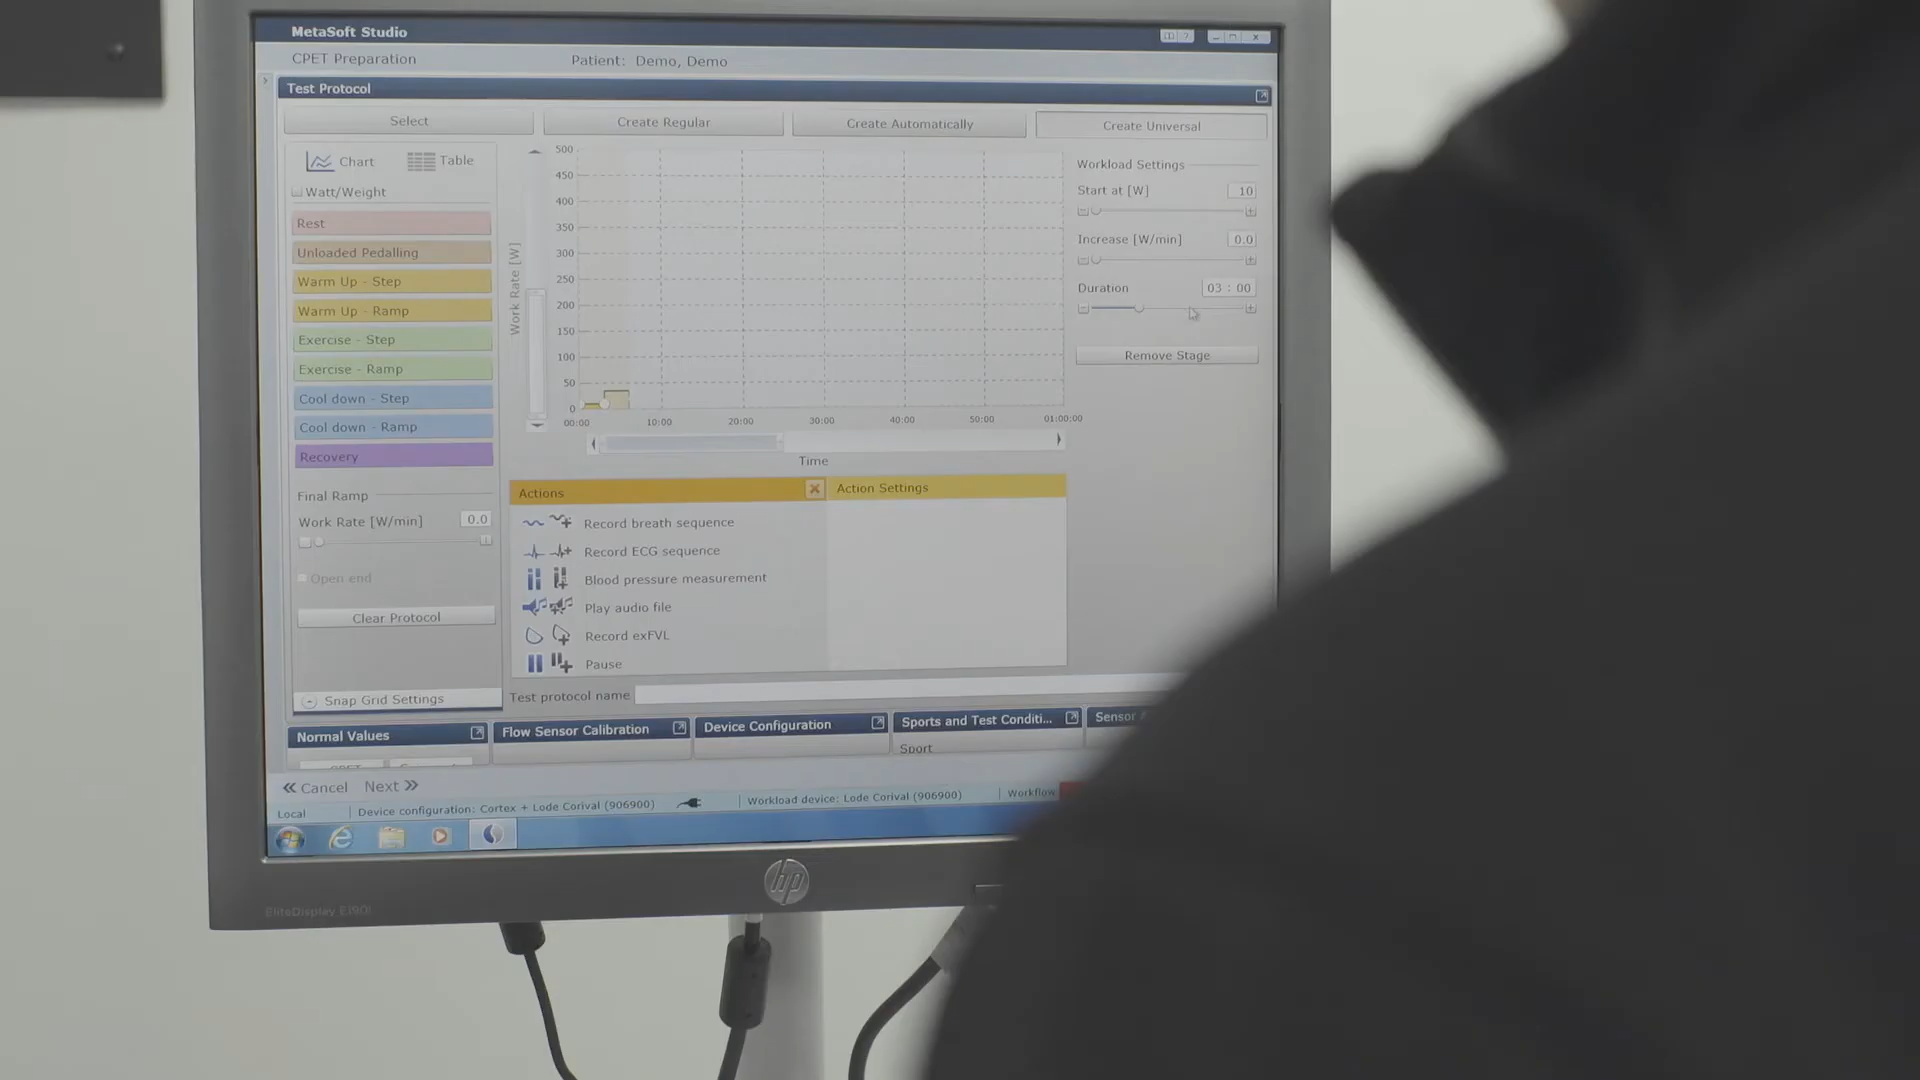 MetaSoft Studio
CPET Preparation
Patient: Demo, Demo
Test Protocol
Select
Create Regular
Create Automatically
Create Universal
Chart
Table
Watt/Weight
Rest
Unloaded Pedalling
Warm Up - Step
Warm Up - Ramp
Exercise - Step
Exercise - Ramp
Cool down - Step
Cool down - Ramp
Recovery
Final Ramp
Work Rate [W/min] 0.0
Open end
Clear Protocol
Snap Grid Settings
Work Rate [W]
500
450
400
350
300
250
200
150
100
50
0
00:00 10:00 20:00 30:00 40:00 50:00 01:00:00
Time
Workload Settings
Start at [W] 10
Increase [W/min] 0.0
Duration 03 : 00
Remove Stage
Actions
Action Settings
Record breath sequence
Record ECG sequence
Blood pressure measurement
Play audio file
Record exFVL
Pause
Test protocol name
Normal Values
Flow Sensor Calibration
Device Configuration
Sports and Test Conditi...
Sensor
CPET
Sport
Cancel Next
Local
Device configuration: Cortex + Lode Corival (906900)
Workload device: Lode Corival (906900)
Workflow
hp
EliteDisplay E190i